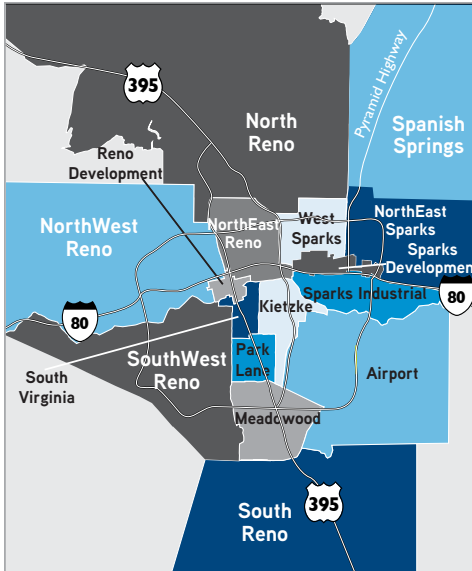 395
North
Reno
Pyramid Highway
Spanish
Springs
Reno
Development
NorthWest
Reno
NorthEast
Reno
West
Sparks
NorthEast
Sparks
Sparks
Development
80
Sparks Industrial
80
Kietzke
SouthWest
Reno
South
Virginia
Park
Lane
Airport
Meadowood
395
South
Reno